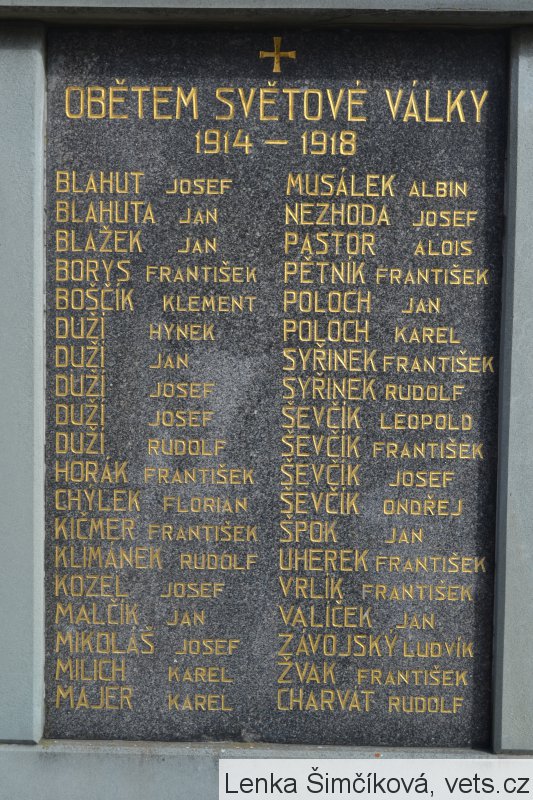 OBĚTEM SVĚTOVÉ VÁLKY
1914 — 1918
BLAHUT JOSEF
BLAHUTA JAN
BLAŽEK JAN
BORYS FRANTIŠEK
BOŠČÍK KLEMENT
DUŽÍ HYNEK
DUŽÍ JAN
DUŽÍ JOSEF
DUŽÍ JOSEF
DUŽÍ RUDOLF
HORÁK FRANTIŠEK
CHYLEK FLORIAN
KICMER FRANTIŠEK
KLIMÁNEK RUDOLF
KOZEL JOSEF
MALČÍK JAN
MIKOLÁŠ JOSEF
MILICH KAREL
MAJER KAREL
MUSÁLEK ALBIN
NEZHODA JOSEF
PASTOR ALOIS
PĚTNÍK FRANTIŠEK
POLOCH JAN
POLOCH KAREL
SYŘINEK FRANTIŠEK
SYŘINEK RUDOLF
ŠEVČÍK LEOPOLD
ŠEVČÍK FRANTIŠEK
ŠEVČÍK JOSEF
ŠEVČÍK ONDŘEJ
ŠPOK JAN
UHEREK FRANTIŠEK
VRLÍK FRANTIŠEK
VALÍČEK JAN
ZÁVOJSKÝ LUDVÍK
ŽVAK FRANTIŠEK
CHARVÁT RUDOLF
Lenka Šimčíková, vets.cz